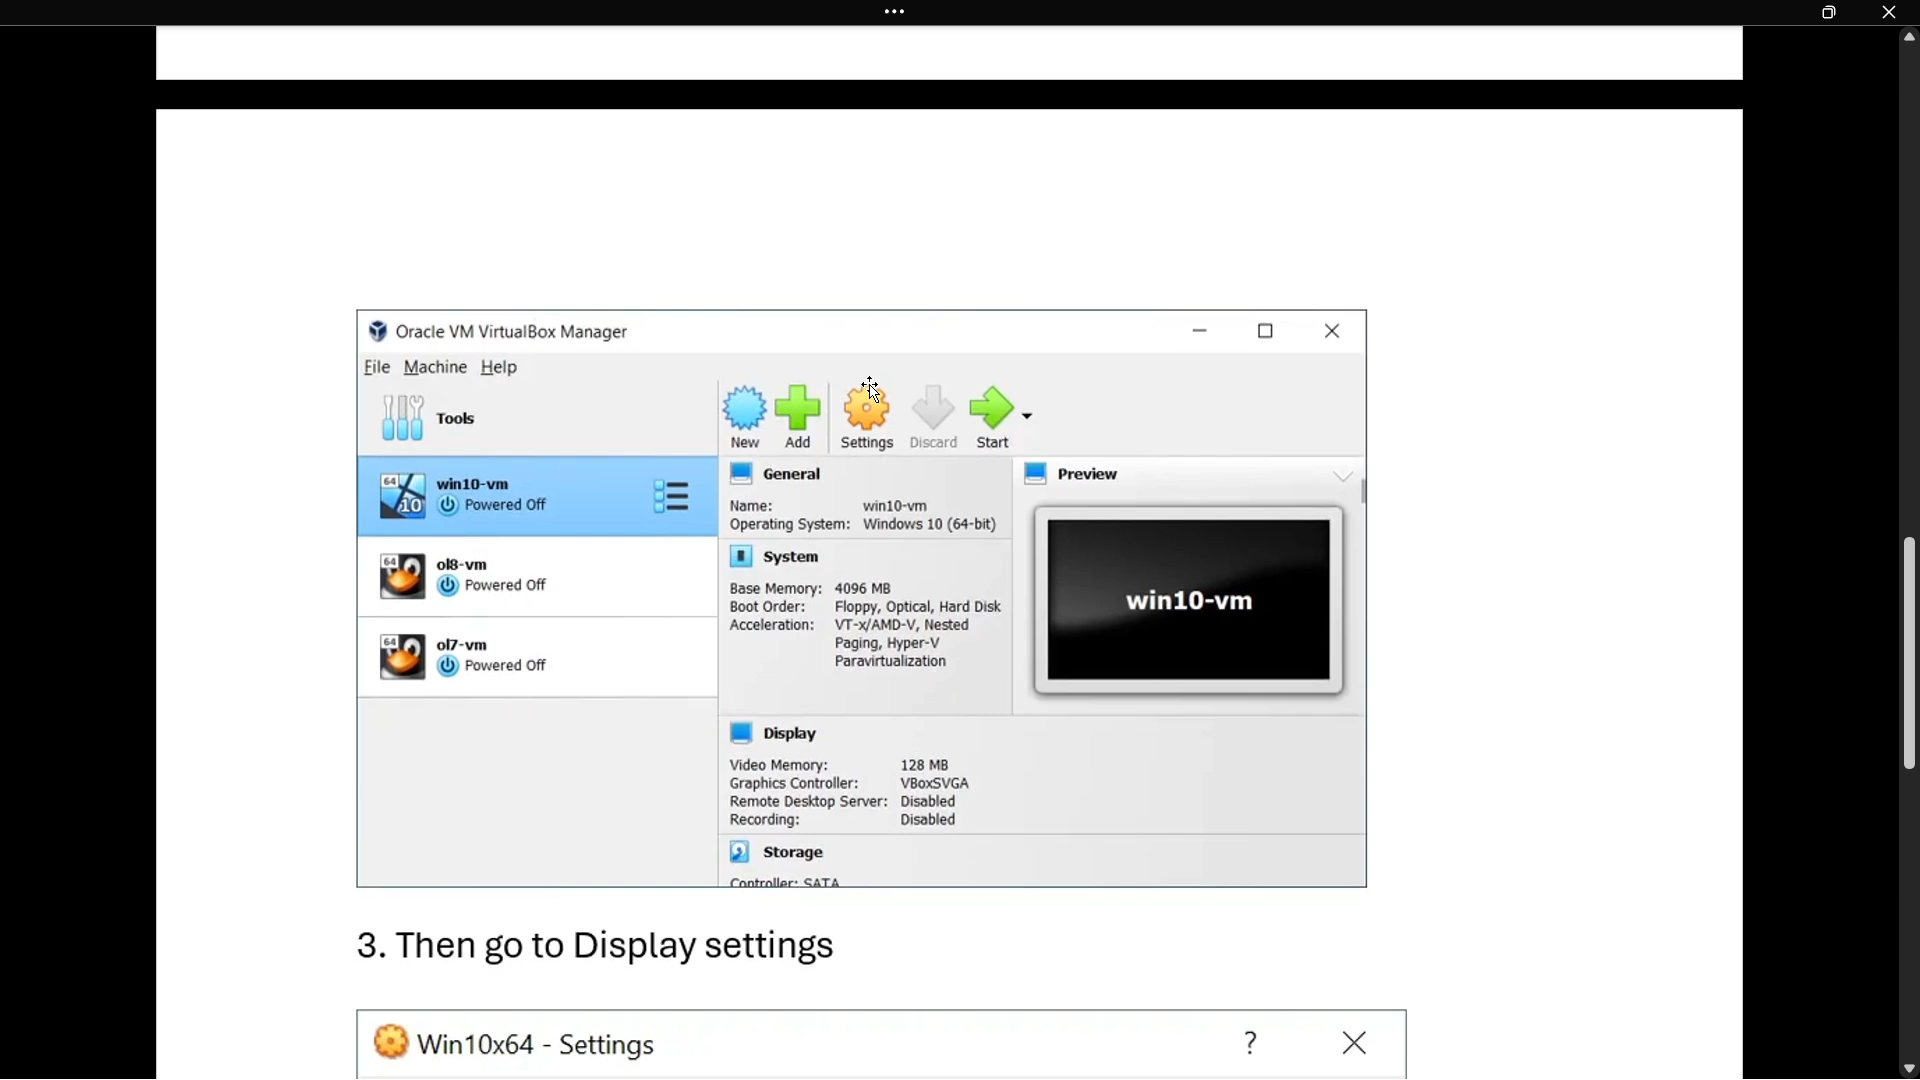 Oracle VM VirtualBox Manager
File Machine Help
Tools
New Add Settings Discard Start
win10-vm
Powered Off
ol8-vm
Powered Off
ol7-vm
Powered Off
General
Name: win10-vm
Operating System: Windows 10 (64-bit)
System
Base Memory: 4096 MB
Boot Order: Floppy, Optical, Hard Disk
Acceleration: VT-x/AMD-V, Nested
Paging, Hyper-V
Paravirtualization
Preview
win10-vm
Display
Video Memory: 128 MB
Graphics Controller: VBoxSVGA
Remote Desktop Server: Disabled
Recording: Disabled
Storage
Controller: SATA
3. Then go to Display settings
Win10x64 - Settings